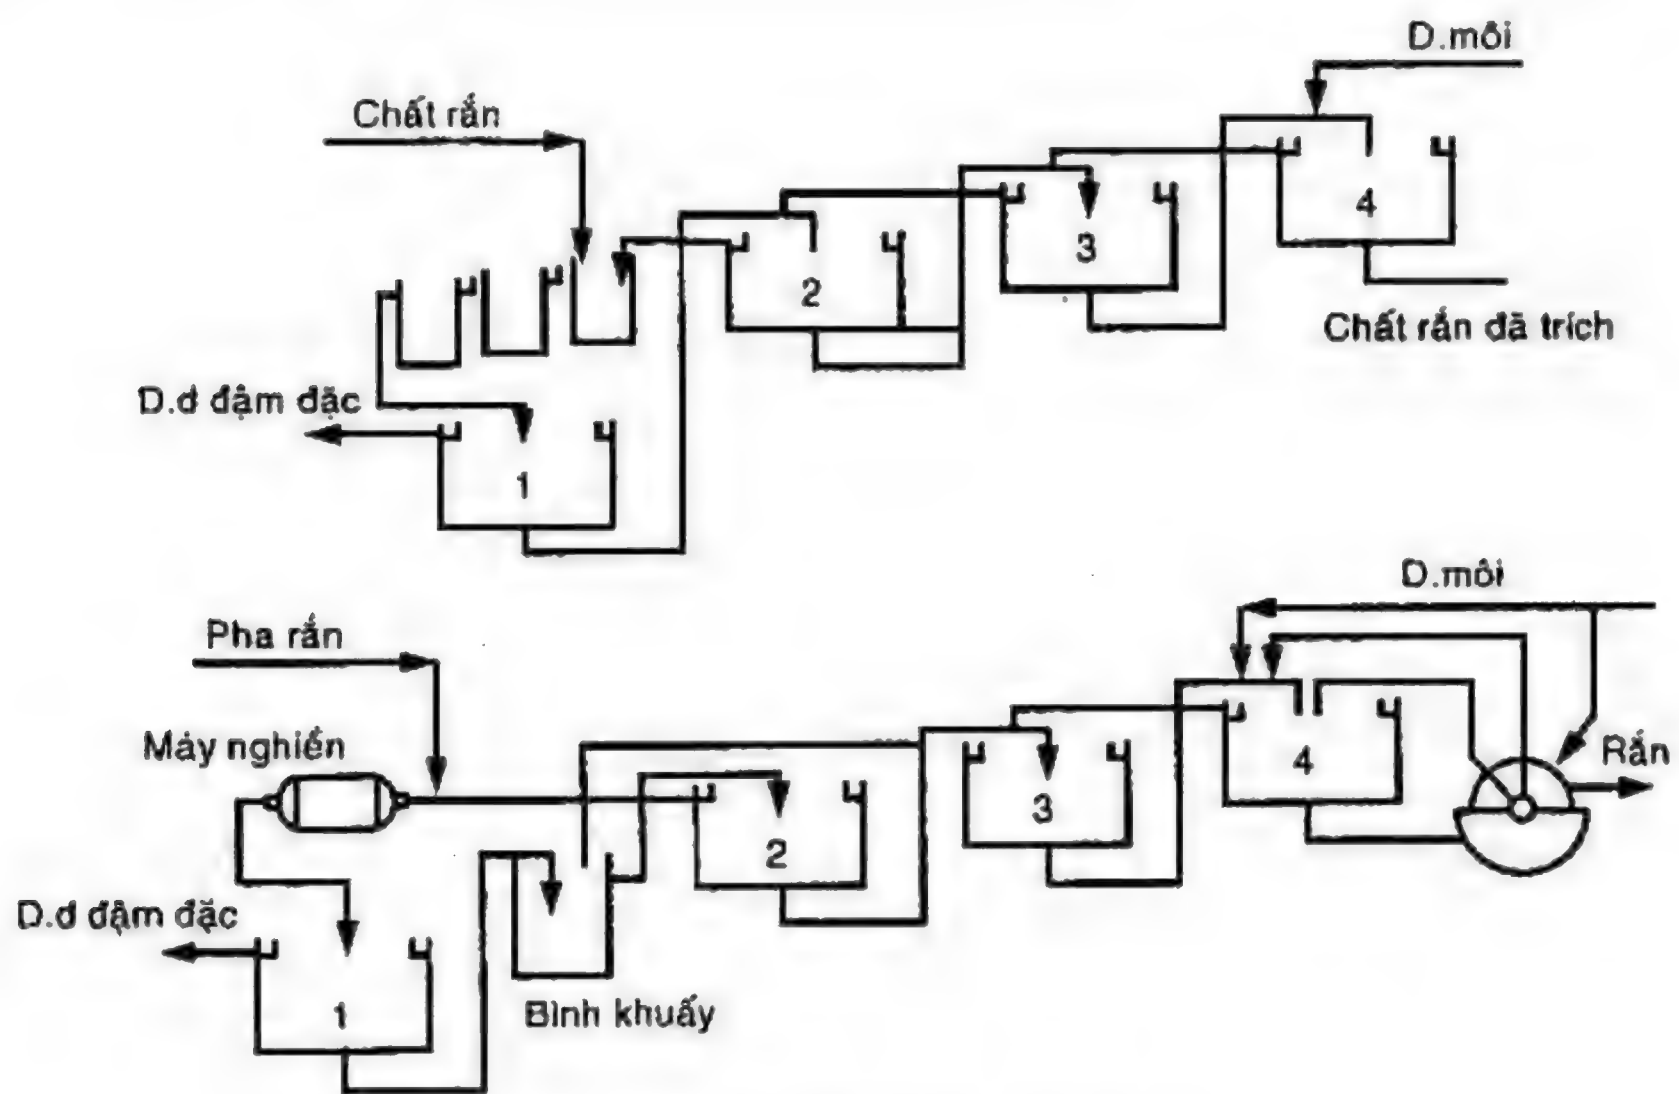 D.môi
Chất rắn
4
3
2
Chất rắn đã trích
D.d đậm đặc
1
D.môi
Pha rắn
Máy nghiền
Rắn
4
3
2
D.d đậm đặc
1
Bình khuấy